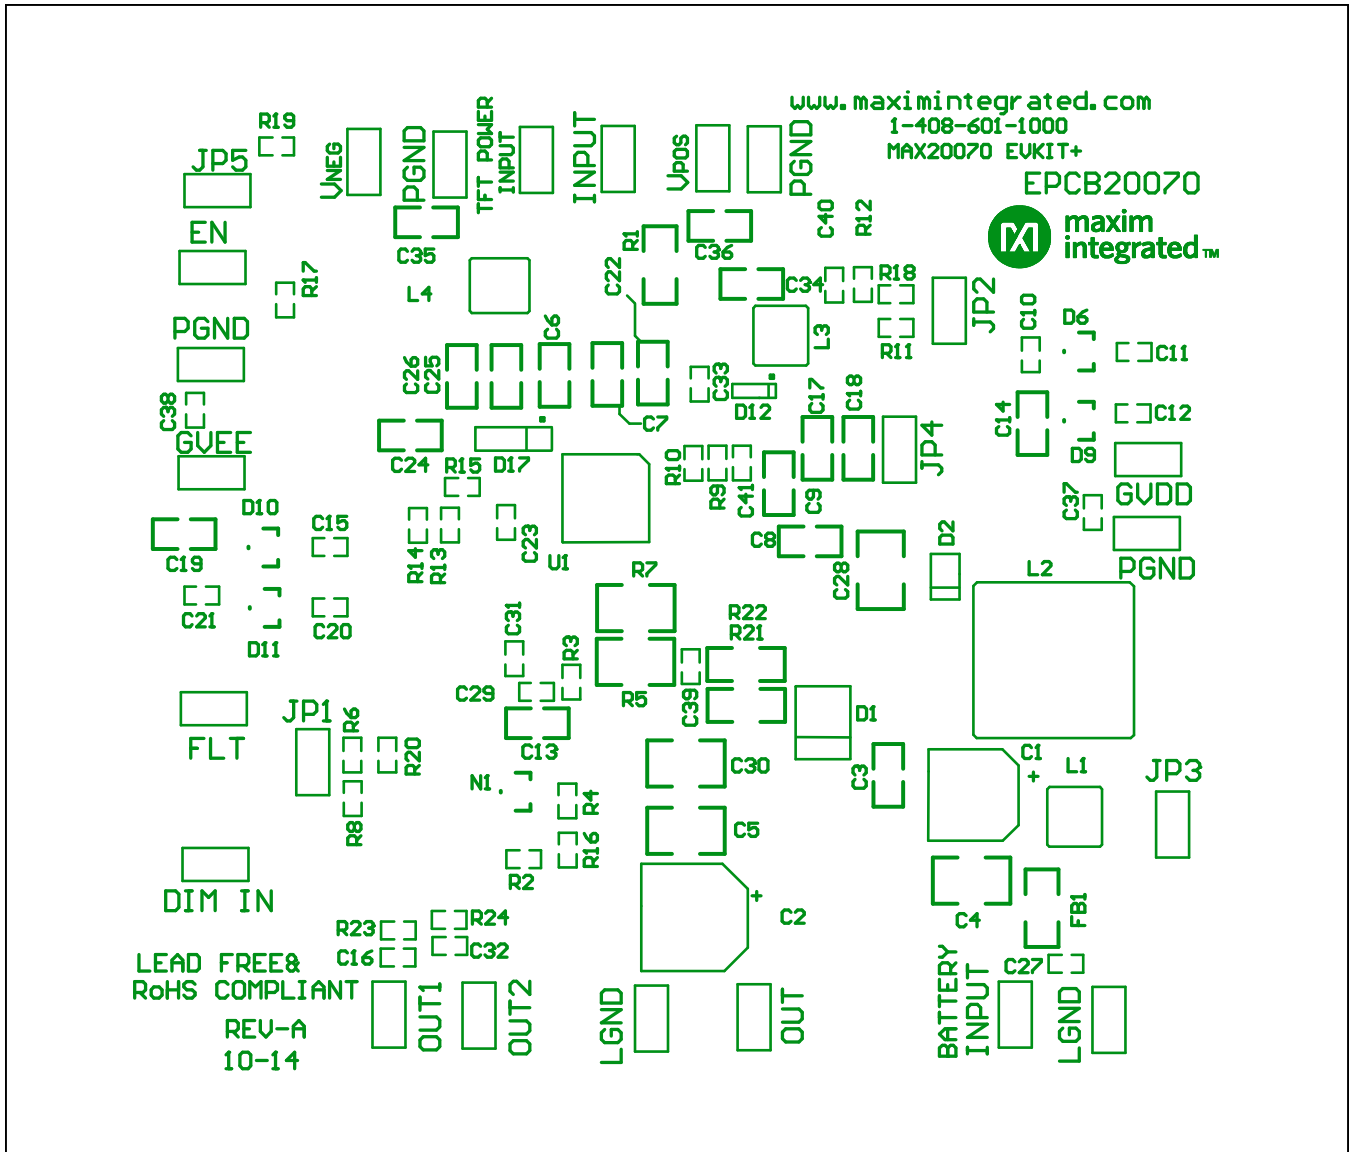 www.maximintegrated.com
1-408-601-1000
MAX20070 EVKIT+
EPCB20070
maxim
integrated™
R19
JP5
VNEG
PGND
TFT POWER
INPUT
INPUT
VPOS
PGND
EN
C35
L4
R17
R1
C22
C36
C34
C40
R12
R18
R11
JP2
L3
C10
D6
C11
PGND
C38
GVEE
C26
C25
C6
C7
C33
D12
C17
C18
JP4
C14
C12
D9
GVDD
C37
PGND
C24
R15
D17
R10
R9
C41
C9
C8
D10
C15
C19
R14
R13
C23
U1
R7
C28
D2
L2
C21
C20
D11
C31
R3
R22
R21
C29
R5
C39
C13
D1
FLT
JP1
R6
R20
R8
N1
R4
R16
R2
C30
C5
C3
C1
+
L1
JP3
DIM IN
R23
C16
R24
C32
+
C2
C4
FB1
C27
LEAD FREE&
RoHS COMPLIANT
REV-A
10-14
OUT1
OUT2
LGND
OUT
BATTERY
INPUT
LGND